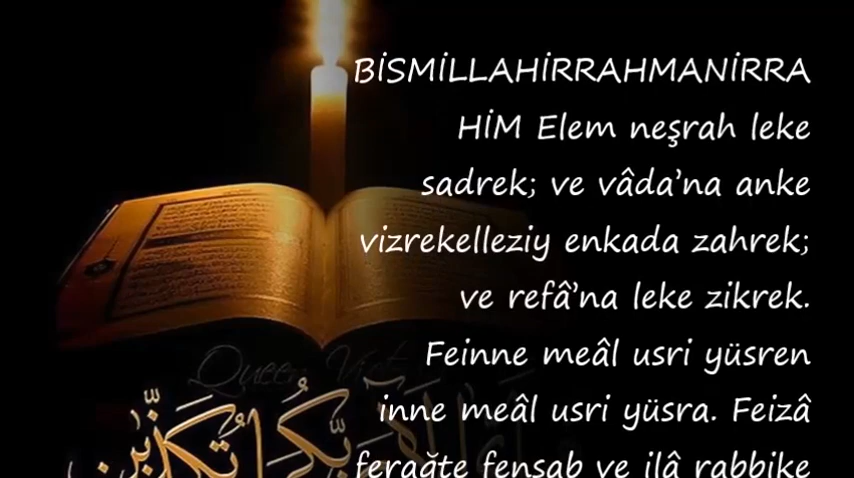 BİSMİLLAHİRRAHMANİRRA
HİM Elem neşrah leke
sadrek; ve vâda’na anke
vizrekelleziy enkada zahrek;
ve refâ’na leke zikrek.
Feinne meâl usri yüsren
inne meâl usri yüsra. Feizâ
ferağte fensab ve ilâ rabbike
Queen
تُكَذِّبَٰنِ